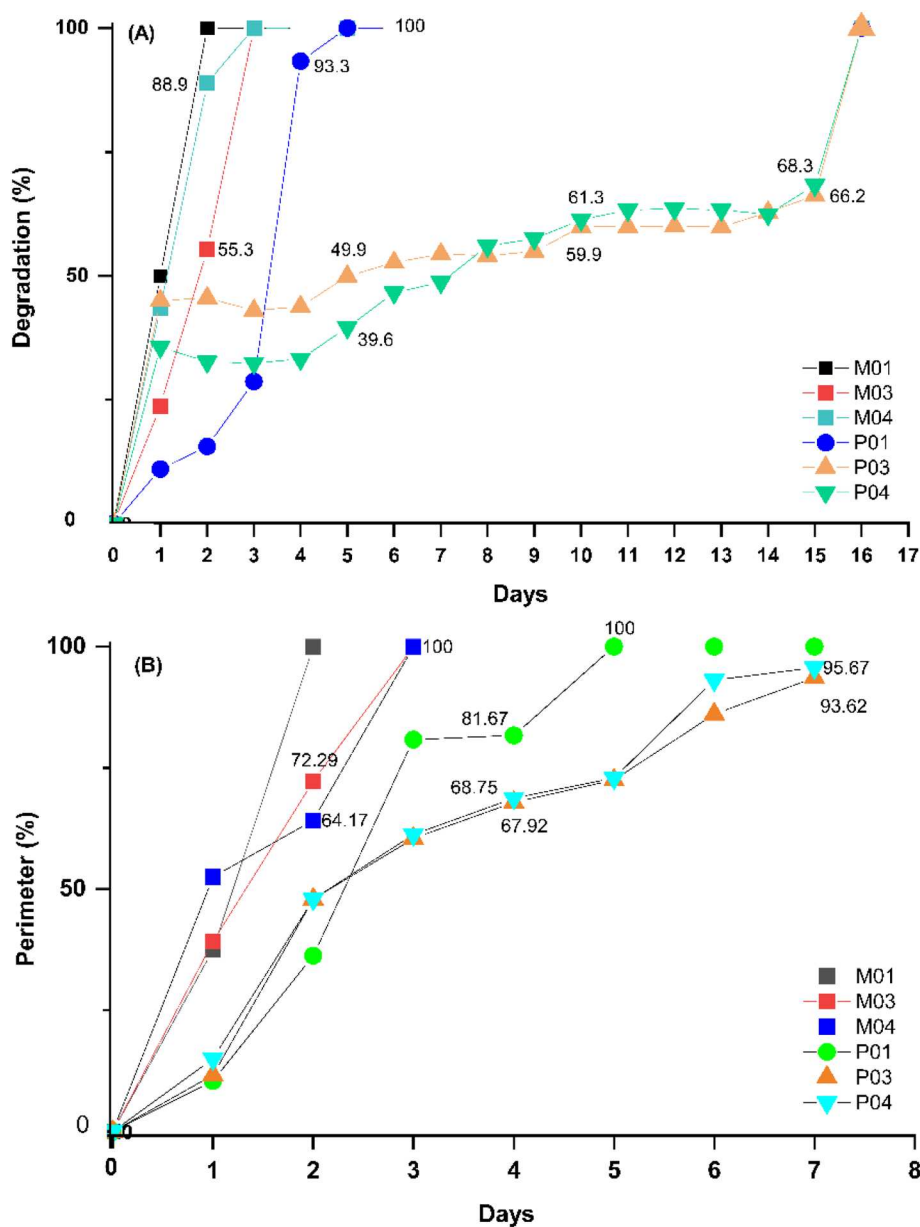 (A)
100
100
88.9
93.3
55.3
49.9
39.6
61.3
59.9
68.3
66.2
50
0
Degradation (%)
M01
M03
M04
P01
P03
P04
0 1 2 3 4 5 6 7 8 9 10 11 12 13 14 15 16 17
Days
(B)
100
100
100
95.67
93.62
81.67
72.29
68.75
67.92
64.17
50
0
Perimeter (%)
M01
M03
M04
P01
P03
P04
0 1 2 3 4 5 6 7 8
Days